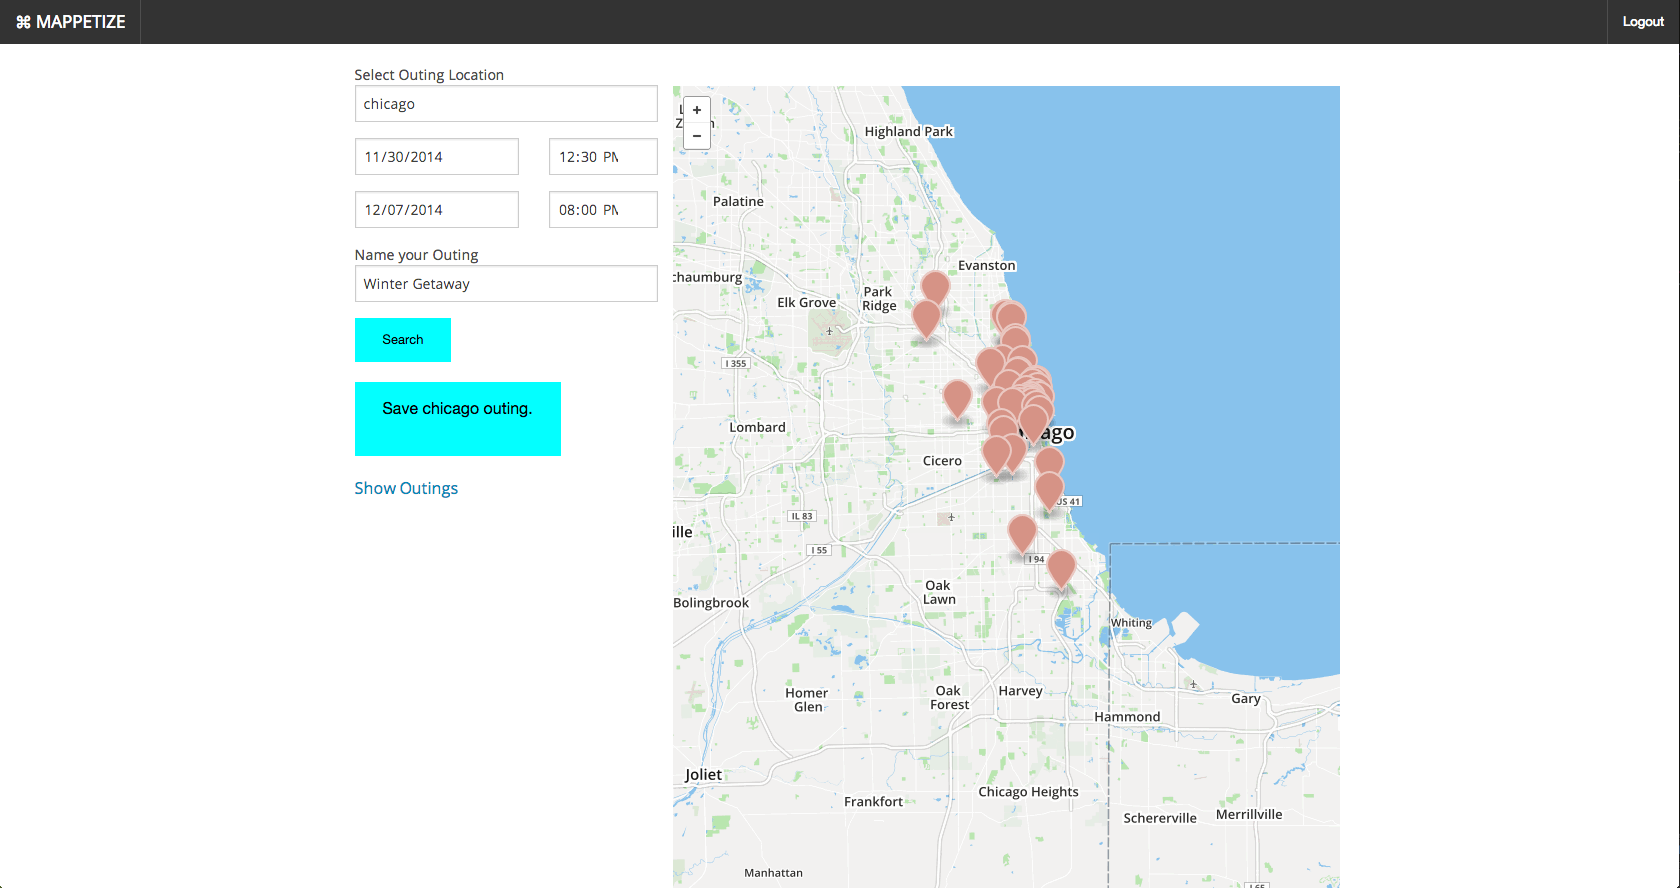 ⌘ MAPPETIZE
Logout
Select Outing Location
chicago
11/30/2014
12:30 PM
12/07/2014
08:00 PM
Name your Outing
Winter Getaway
Search
Save chicago outing.
Show Outings
+
−
Highland Park
Palatine
Evanston
chaumburg
Elk Grove
Park
Ridge
I 355
Lombard
ago
Cicero
US 41
IL 83
ille
I 55
I 94
Oak
Lawn
Bolingbrook
Whiting
Homer
Glen
Oak
Forest
Harvey
Gary
Hammond
Joliet
Chicago Heights
Frankfort
Schererville
Merrillville
Manhattan
I 65